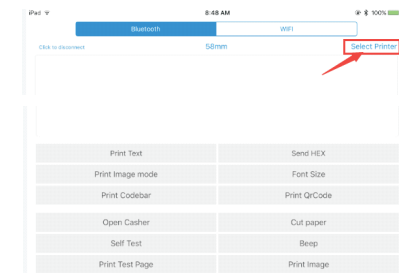 iPad 8:48 AM 100%
Bluetooth WIFI
Click to disconnect 58mm Select Printer
Print Text Send HEX
Print Image mode Font Size
Print Codebar Print QrCode
Open Casher Cut paper
Self Test Beep
Print Test Page Print Image